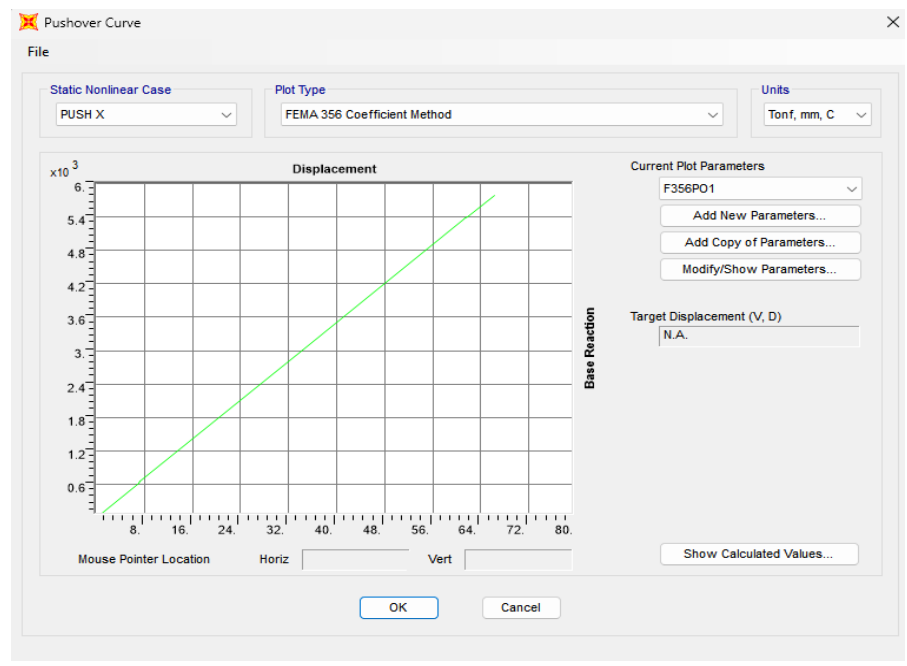 Pushover Curve
File
Static Nonlinear Case
Plot Type
Units
PUSH X
FEMA 356 Coefficient Method
Tonf, mm, C
x10 3
Displacement
6.
5.4
4.8
4.2
3.6
3.
2.4
1.8
1.2
0.6
8. 16. 24. 32. 40. 48. 56. 64. 72. 80.
Base Reaction
Current Plot Parameters
F356PO1
Add New Parameters...
Add Copy of Parameters...
Modify/Show Parameters...
Target Displacement (V, D)
N.A.
Mouse Pointer Location Horiz Vert
Show Calculated Values...
OK Cancel